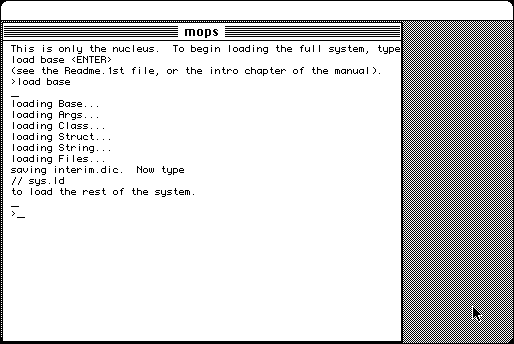 mops
This is only the nucleus.  To begin loading the full system, type
load base <ENTER>
(see the Readme.1st file, or the intro chapter of the manual).
>load base
_
loading Base...
loading Args...
loading Class...
loading Struct...
loading String...
loading Files...
saving interim.dic.  Now type
// sys.ld
to load the rest of the system.
_
>_